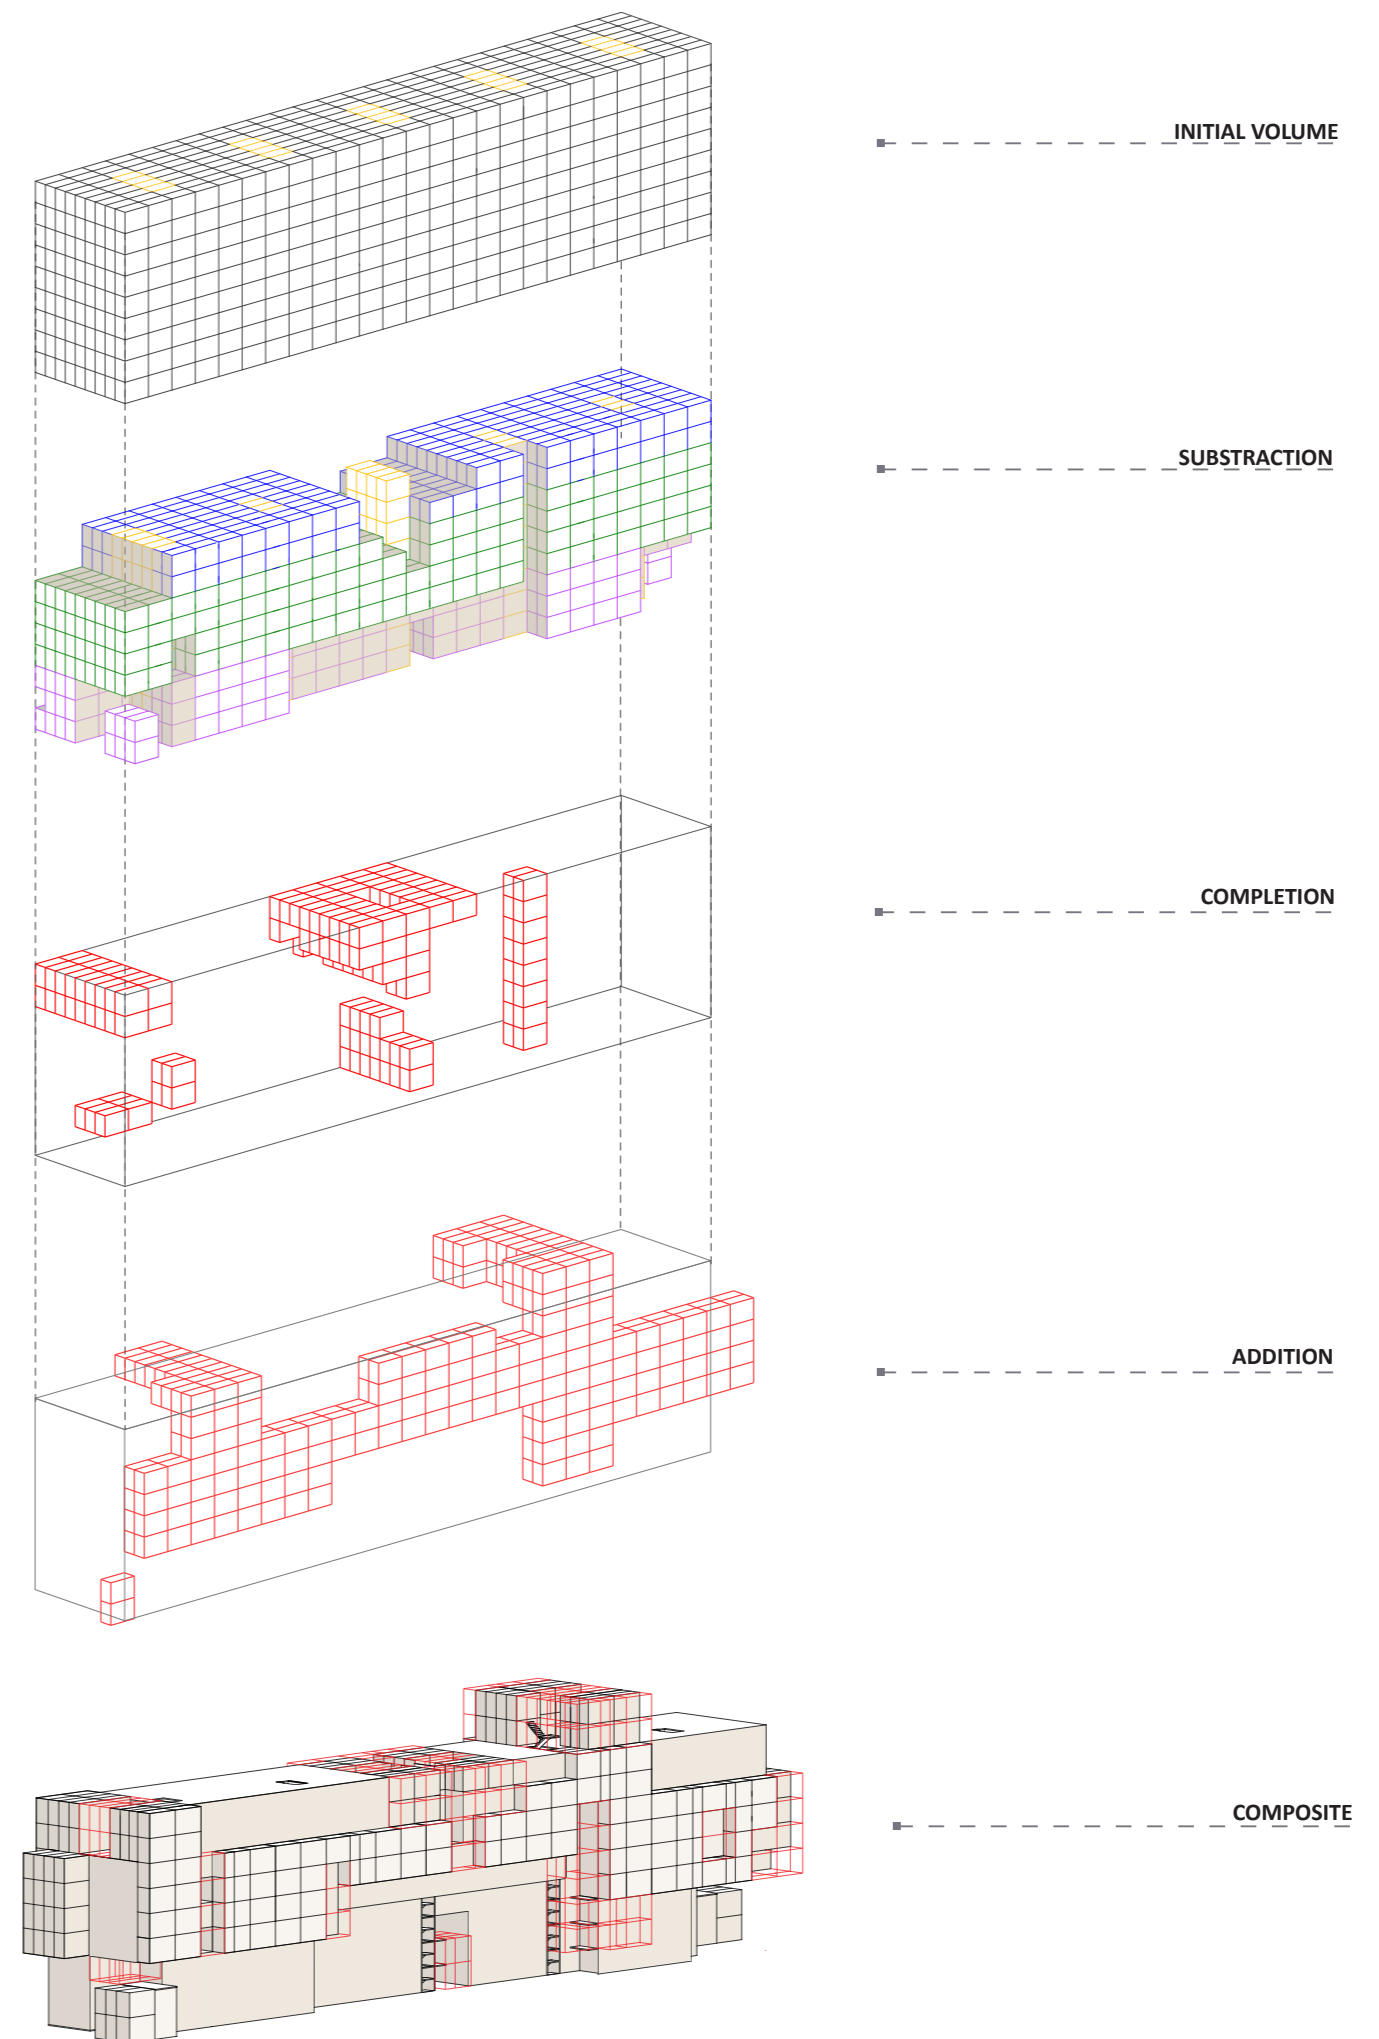 INITIAL VOLUME
SUBSTRACTION
COMPLETION
ADDITION
COMPOSITE